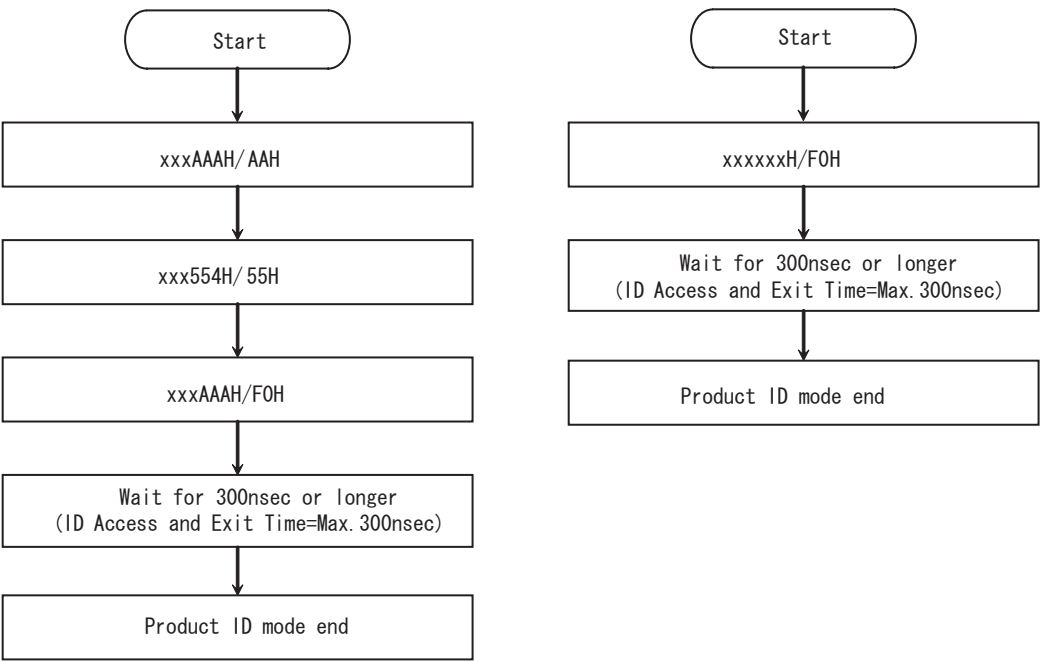 Start
xxxAAAH/AAH
xxx554H/55H
xxxAAAH/F0H
Wait for 300nsec or longer
(ID Access and Exit Time=Max.300nsec)
Product ID mode end
Start
xxxxxxH/F0H
Wait for 300nsec or longer
(ID Access and Exit Time=Max.300nsec)
Product ID mode end